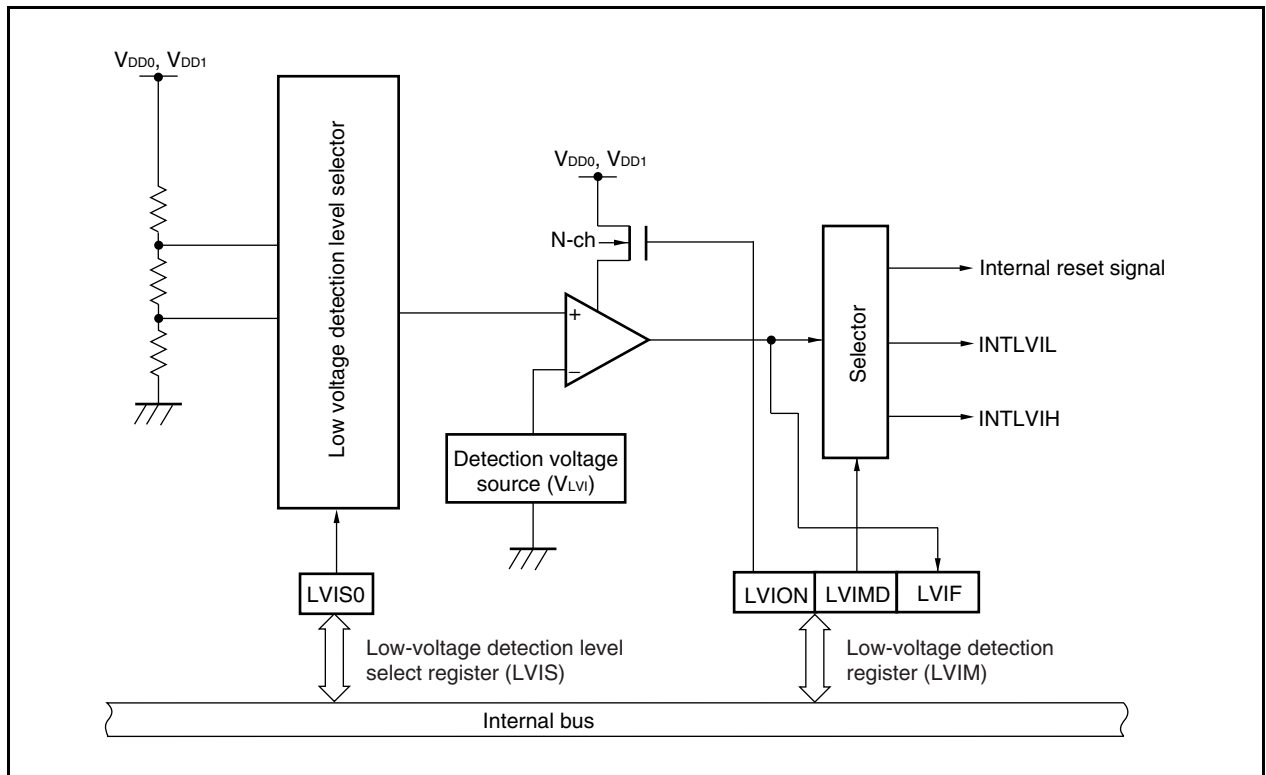 VDD0, VDD1
Low voltage detection level selector
VDD0, VDD1
N-ch
+
−
Detection voltage
source (VLVI)
Selector
Internal reset signal
INTLVIL
INTLVIH
LVIS0
LVION
LVIMD
LVIF
Low-voltage detection level
select register (LVIS)
Low-voltage detection
register (LVIM)
Internal bus